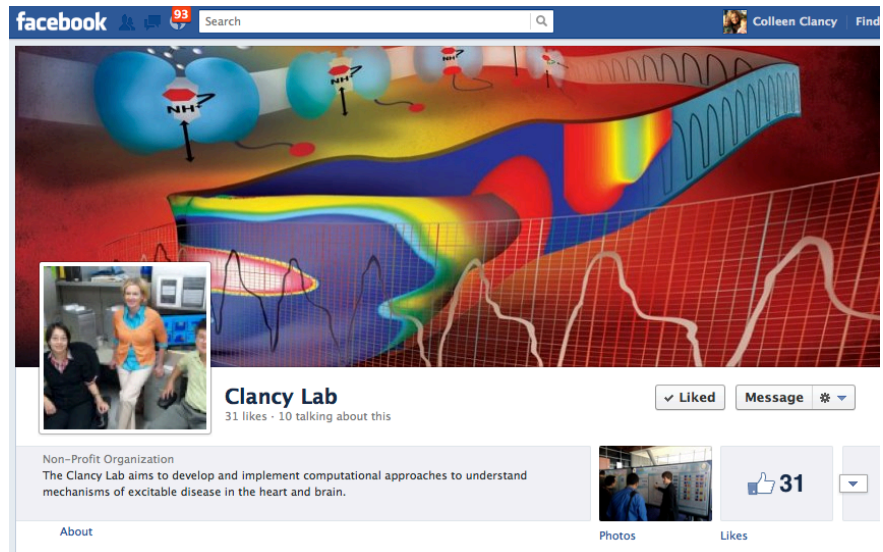 facebook 93 Search Colleen Clancy Find
NH+
NH+
Clancy Lab
31 likes · 10 talking about this
✓ Liked Message
Non-Profit Organization
The Clancy Lab aims to develop and implement computational approaches to understand
mechanisms of excitable disease in the heart and brain.
31
About
Photos Likes